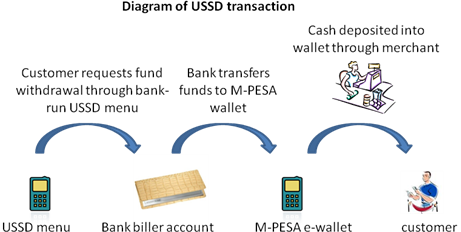 Diagram of USSD transaction
Cash deposited into
wallet through merchant
Customer requests fund
withdrawal through bank-
run USSD menu
Bank transfers
funds to M-PESA
wallet
USSD menu
Bank biller account
M-PESA e-wallet
customer